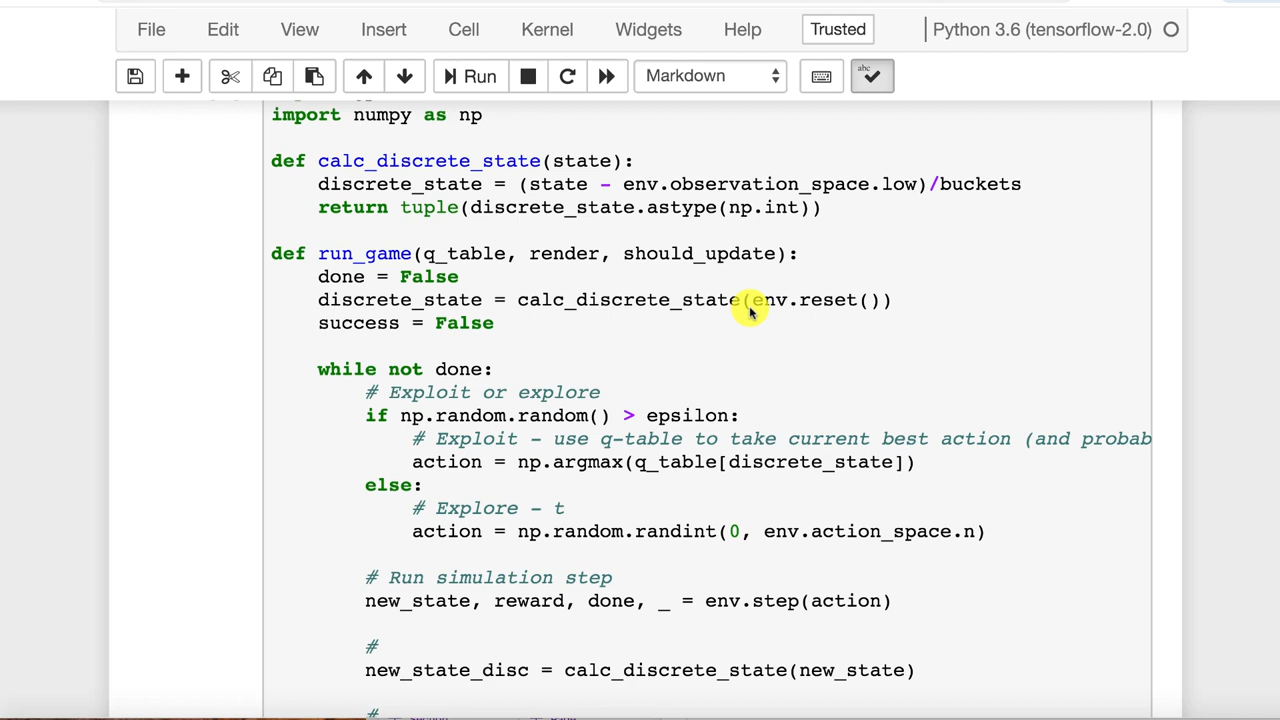 File Edit View Insert Cell Kernel Widgets Help Trusted Python 3.6 (tensorflow-2.0)
Run Markdown abc
import numpy as np
def calc_discrete_state(state):
discrete_state = (state - env.observation_space.low)/buckets
return tuple(discrete_state.astype(np.int))
def run_game(q_table, render, should_update):
done = False
discrete_state = calc_discrete_state(env.reset())
success = False
while not done:
# Exploit or explore
if np.random.random() > epsilon:
# Exploit - use q-table to take current best action (and probab
action = np.argmax(q_table[discrete_state])
else:
# Explore - t
action = np.random.randint(0, env.action_space.n)
# Run simulation step
new_state, reward, done, _ = env.step(action)
#
new_state_disc = calc_discrete_state(new_state)
#